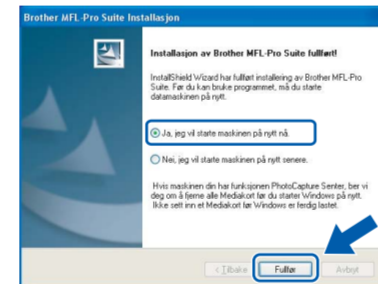 Brother MFL-Pro Suite Installasjon
Installasjon av Brother MFL-Pro Suite fullført!
InstallShield Wizard har fullført installering av Brother MFL-Pro
Suite. Før du kan bruke programmet, må du starte
datamaskinen på nytt.
Ja, jeg vil starte maskinen på nytt nå.
Nei, jeg vil starte maskinen på nytt senere.
Hvis maskinen din har funksjonen PhotoCapture Senter, ber vi
deg om å fjerne alle Mediakort før du starter Windows på nytt.
Ikke sett inn et Mediakort før Windows er ferdig lastet.
< Tilbake Fullfør Avbryt